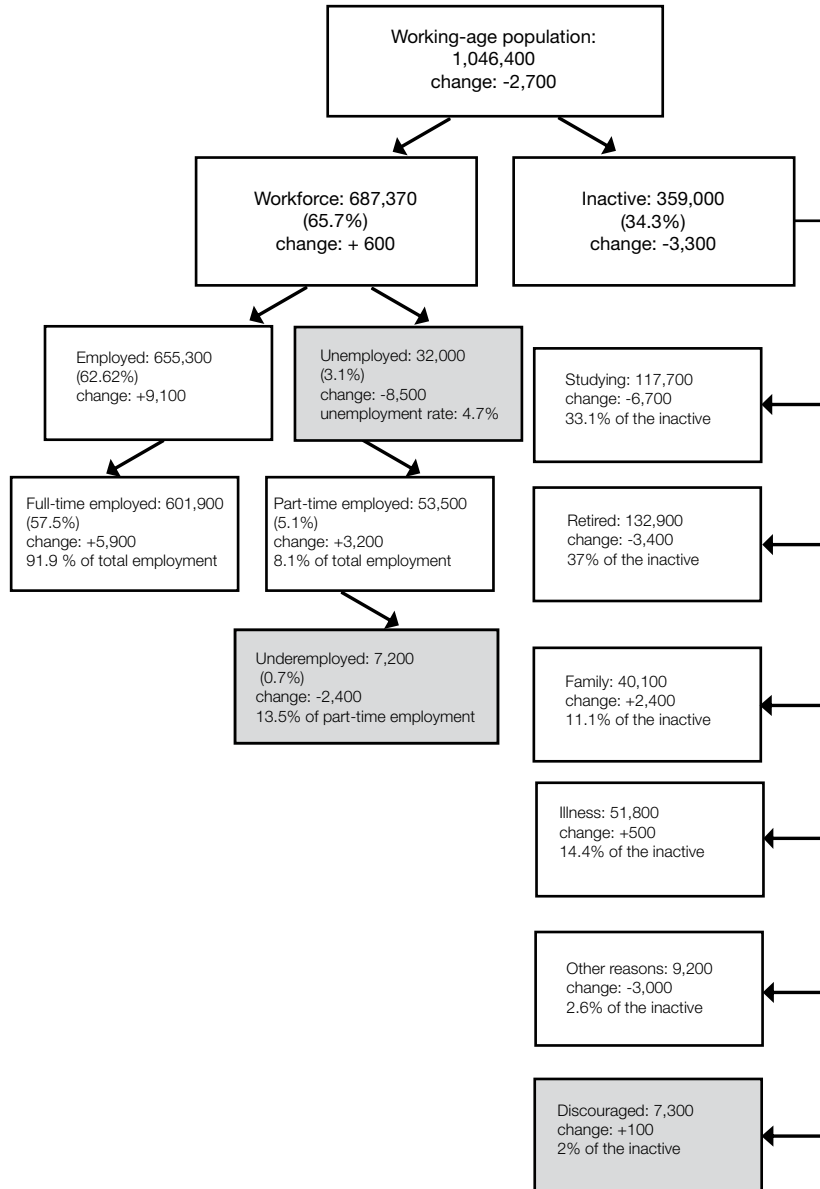 Working-age population:
1,046,400
change: -2,700
Workforce: 687,370
(65.7%)
change: + 600
Inactive: 359,000
(34.3%)
change: -3,300
Employed: 655,300
(62.62%)
change: +9,100
Unemployed: 32,000
(3.1%)
change: -8,500
unemployment rate: 4.7%
Studying: 117,700
change: -6,700
33.1% of the inactive
Full-time employed: 601,900
(57.5%)
change: +5,900
91.9 % of total employment
Part-time employed: 53,500
(5.1%)
change: +3,200
8.1% of total employment
Retired: 132,900
change: -3,400
37% of the inactive
Underemployed: 7,200
(0.7%)
change: -2,400
13.5% of part-time employment
Family: 40,100
change: +2,400
11.1% of the inactive
Illness: 51,800
change: +500
14.4% of the inactive
Other reasons: 9,200
change: -3,000
2.6% of the inactive
Discouraged: 7,300
change: +100
2% of the inactive